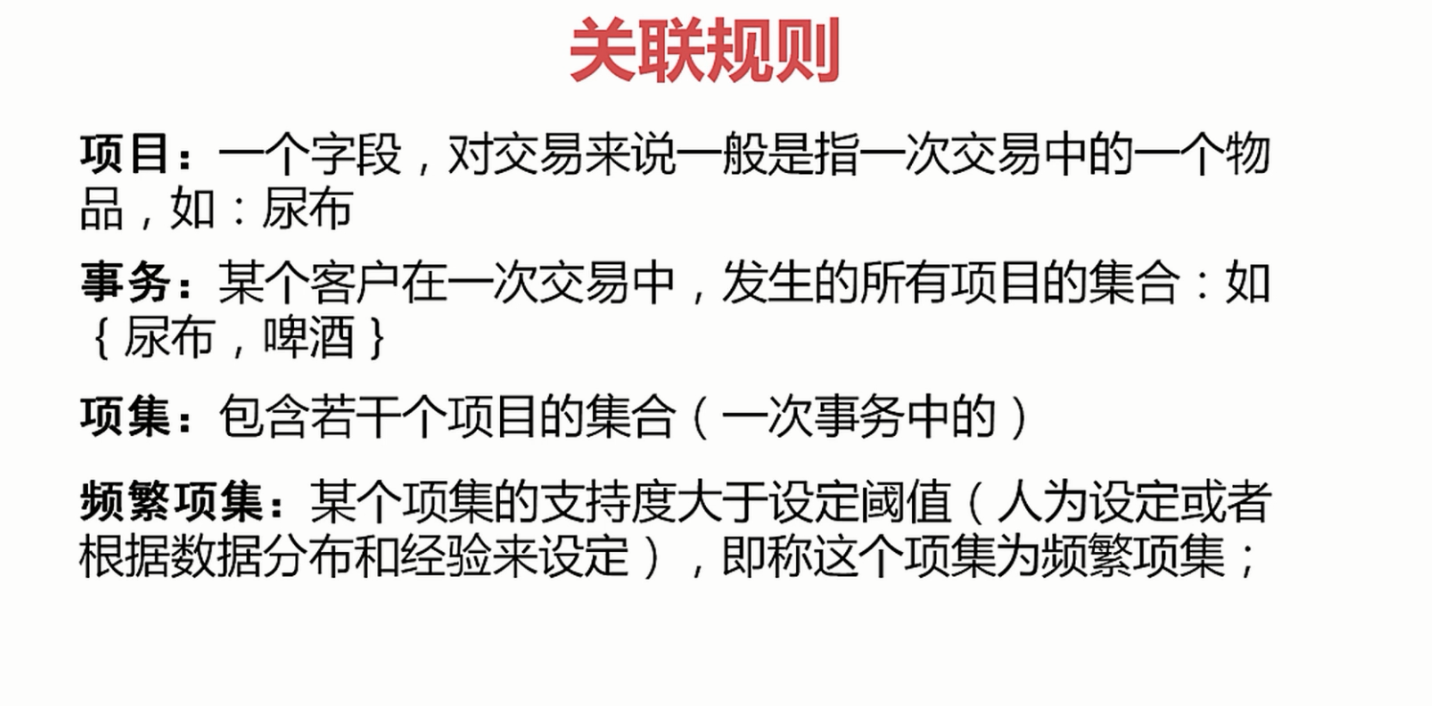 关联规则
项目：一个字段，对交易来说一般是指一次交易中的一个物
品，如：尿布
事务：某个客户在一次交易中，发生的所有项目的集合：如
{ 尿布，啤酒 }
项集：包含若干个项目的集合（一次事务中的）
频繁项集：某个项集的支持度大于设定阈值（人为设定或者
根据数据分布和经验来设定），即称这个项集为频繁项集；